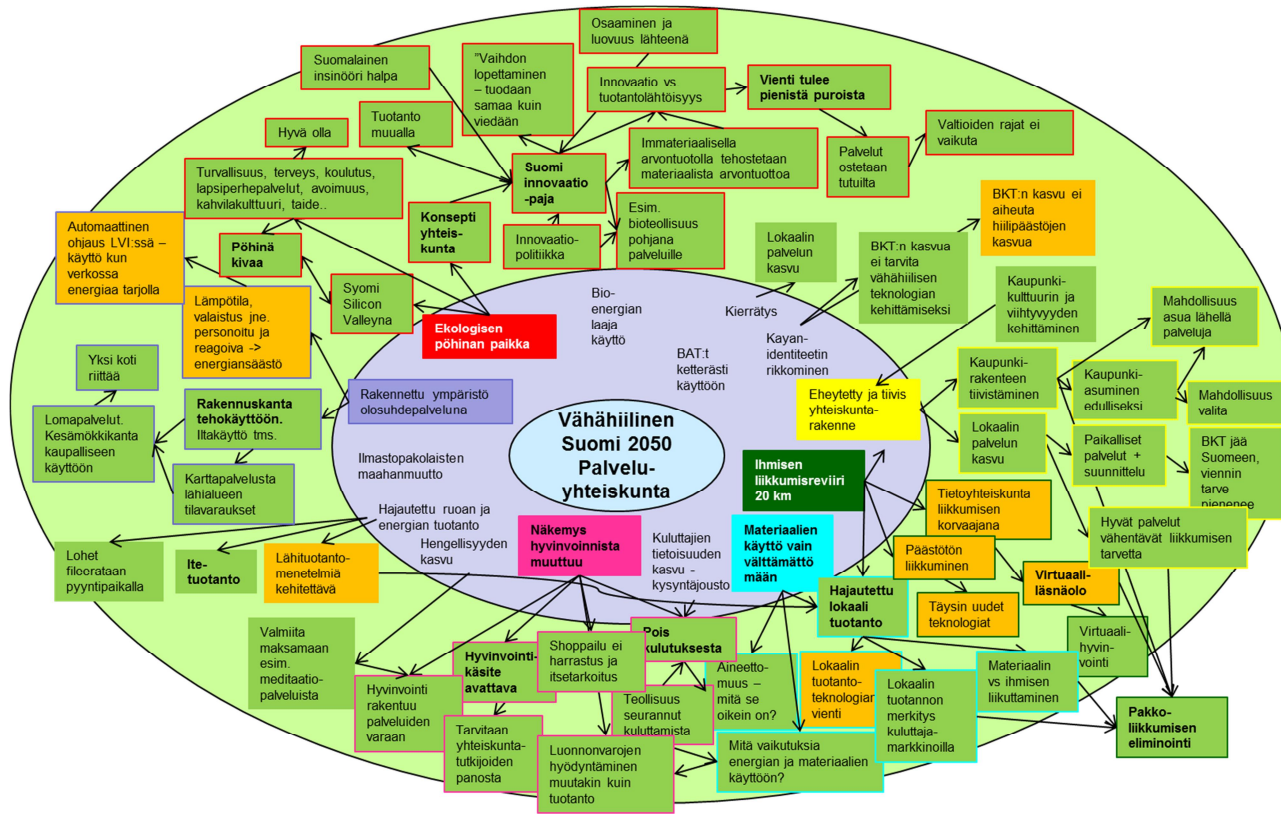 Osaaminen ja
luovuus lähteenä
Suomalainen
insinööri halpa
"Vaihdon
lopettaminen
– tuodaan
samaa kuin
viedään
Innovaatio vs
tuotantolähtöisyys
Vienti tulee
pienistä puroista
Tuotanto
muualla
Hyvä olla
Valtioiden rajat ei
vaikuta
Immateriaalisella
arvontuotolla tehostetaan
materiaalista arvontuottoa
Palvelut
ostetaan
tutuilta
Turvallisuus, terveys, koulutus,
lapsiperhepalvelut, avoimuus,
kahvilakulttuuri, taide..
Suomi
innovaatio
-paja
Konsepti
yhteis-
kunta
Esim.
bioteollisuus
pohjana
palveluille
Innovaatio-
politiikka
BKT:n kasvu ei
aiheuta
hiilipäästöjen
kasvua
Automaattinen
ohjaus LVI:ssä –
käyttö kun
verkossa
energiaa tarjolla
Pöhinä
kivaa
Lokaalin
palvelun
kasvu
BKT:n kasvua
ei tarvita
vähähiilisen
teknologian
kehittämiseksi
Kaupunki-
kulttuurin ja
viihtyvyyden
kehittäminen
Syomi
Silicon
Valleyna
Lämpötila,
valaistus jne.
personoitu ja
reagoiva ->
energiansäästö
Ekologisen
pöhinan paikka
Bio-
energian
laaja
käyttö
Kierrätys
Kayan-
identiteetin
rikkominen
BAT:t
ketterästi
käyttöön
Mahdollisuus
asua lähellä
palveluja
Yksi koti
riittää
Rakennettu ympäristö
olosuhdepalveluna
Eheytetty ja tiivis
yhteiskunta-
rakenne
Kaupunki-
rakenteen
tiivistäminen
Kaupunki-
asuminen
edulliseksi
Mahdollisuus
valita
Lomapalvelut.
Kesämökkikanta
kaupalliseen
käyttöön
Rakennuskanta
tehokäyttöön.
Iltakäyttö tms.
Vähähiilinen
Suomi 2050
Palvelu-
yhteiskunta
Lokaalin
palvelun
kasvu
Paikalliset
palvelut +
suunnittelu
BKT jää
Suomeen,
viennin
tarve
pienenee
Karttapalvelusta
lähialueen
tilavaraukset
Ilmastopakolaisten
maahanmuutto
Ihmisen
liikkumisreviiri
20 km
Tietoyhteiskunta
liikkumisen
korvaajana
Hyvät palvelut
vähentävät liikkumisen
tarvetta
Hajautettu ruoan ja
energian tuotanto
Hengellisyyden
kasvu
Näkemys
hyvinvoinnista
muuttuu
Kuluttajien
tietoisuuden
kasvu -
kysyntäjousto
Materiaalien
käyttö vain
välttämättö
mään
Päästötön
liikkuminen
Virtuaali-
läsnäolo
Lohet
fileerataan
pyyntipaikalla
Ite-
tuotanto
Lähituotanto-
menetelmiä
kehitettävä
Hajautettu
lokaali
tuotanto
Täysin uudet
teknologiat
Virtuaali-
hyvin-
vointi
Valmiita
maksamaan
esim.
meditaatio-
palveluista
Hyvinvointi-
käsite
avattava
Shoppailu ei
harrastus ja
itsetarkoitus
Pois
kulutuksesta
Aineetto-
muus –
mitä se
oikein on?
Lokaalin
tuotanto-
teknologian
vienti
Lokaalin
tuotannon
merkitys
kuluttaja-
markkinoilla
Materiaalin
vs ihmisen
liikuttaminen
Pakko-
liikkumisen
eliminointi
Hyvinvointi
rakentuu
palveluiden
varaan
Teollisuus
seurannut
kuluttamista
Tarvitaan
yhteiskunta-
tutkijoiden
panosta
Luonnonvarojen
hyödyntäminen
muutakin kuin
tuotanto
Mitä vaikutuksia
energian ja materiaalien
käyttöön?